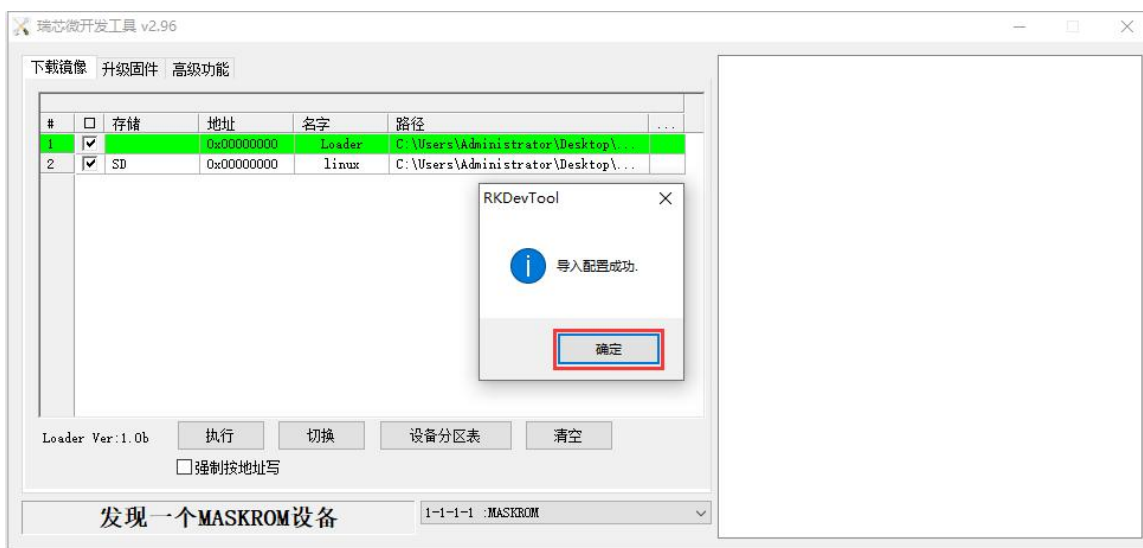 瑞芯微开发工具 v2.96
下载镜像 升级固件 高级功能
# 存储 地址 名字 路径 ...
1 0x00000000 Loader C:\Users\Administrator\Desktop\...
2 SD 0x00000000 linux C:\Users\Administrator\Desktop\...
RKDevTool
导入配置成功.
确定
Loader Ver:1.0b 执行 切换 设备分区表 清空
强制按地址写
发现一个MASKROM设备 1-1-1-1 :MASKROM